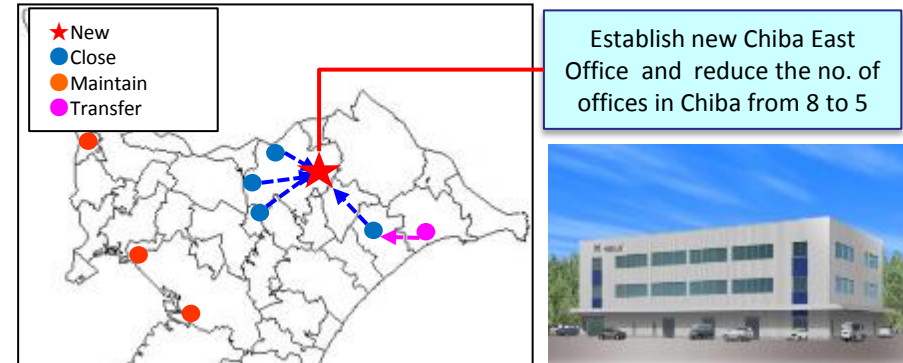 New
Close
Maintain
Transfer
Establish new Chiba East
Office and reduce the no. of
offices in Chiba from 8 to 5